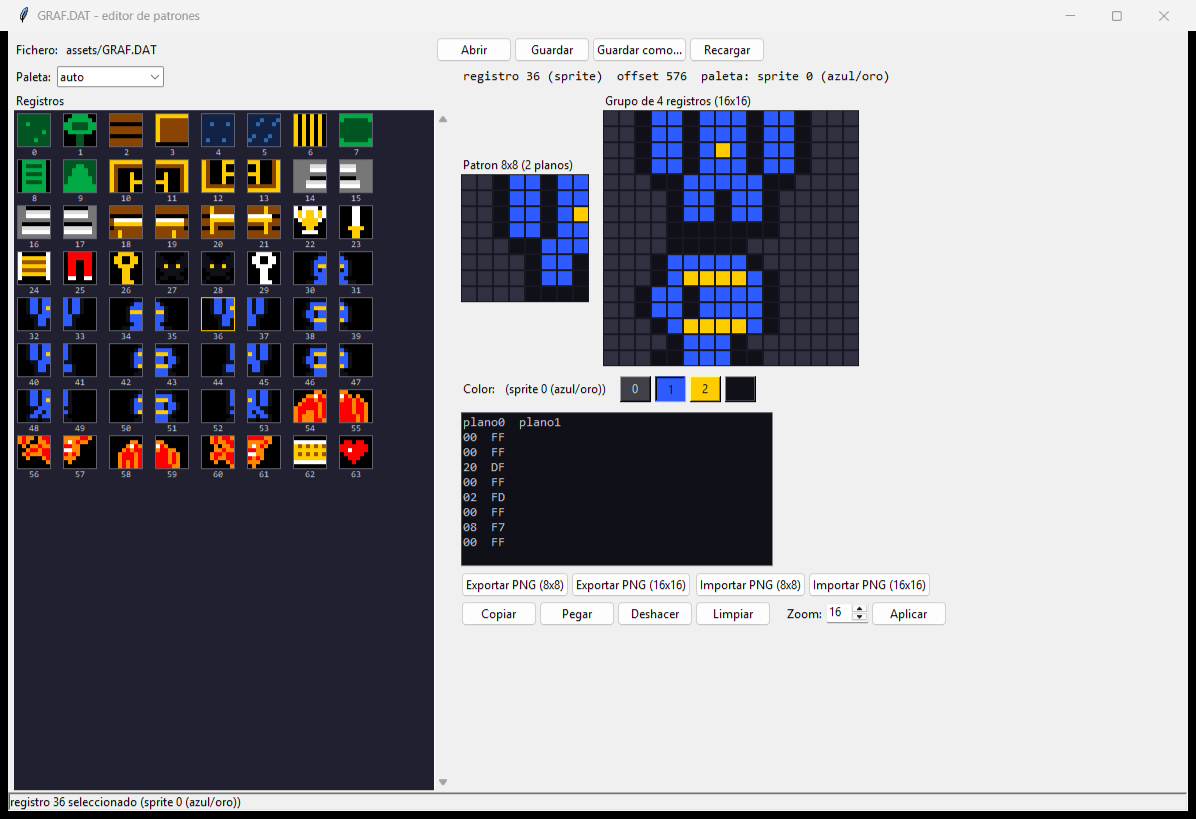 GRAF.DAT - editor de patrones
Fichero: assets/GRAF.DAT
Abrir Guardar Guardar como... Recargar
Paleta: auto
registro 36 (sprite) offset 576 paleta: sprite 0 (azul/oro)
Registros
Grupo de 4 registros (16x16)
0 1 2 3 4 5 6 7
Patron 8x8 (2 planos)
8 9 10 11 12 13 14 15
16 17 18 19 20 21 22 23
24 25 26 27 28 29 30 31
32 33 34 35 36 37 38 39
40 41 42 43 44 45 46 47
48 49 50 51 52 53 54 55
56 57 58 59 60 61 62 63
Color: (sprite 0 (azul/oro)) 0 1 2
plano0 plano1
00 FF
00 FF
20 DF
00 FF
02 FD
00 FF
08 F7
00 FF
Exportar PNG (8x8) Exportar PNG (16x16) Importar PNG (8x8) Importar PNG (16x16)
Copiar Pegar Deshacer Limpiar Zoom: 16 Aplicar
registro 36 seleccionado (sprite 0 (azul/oro))